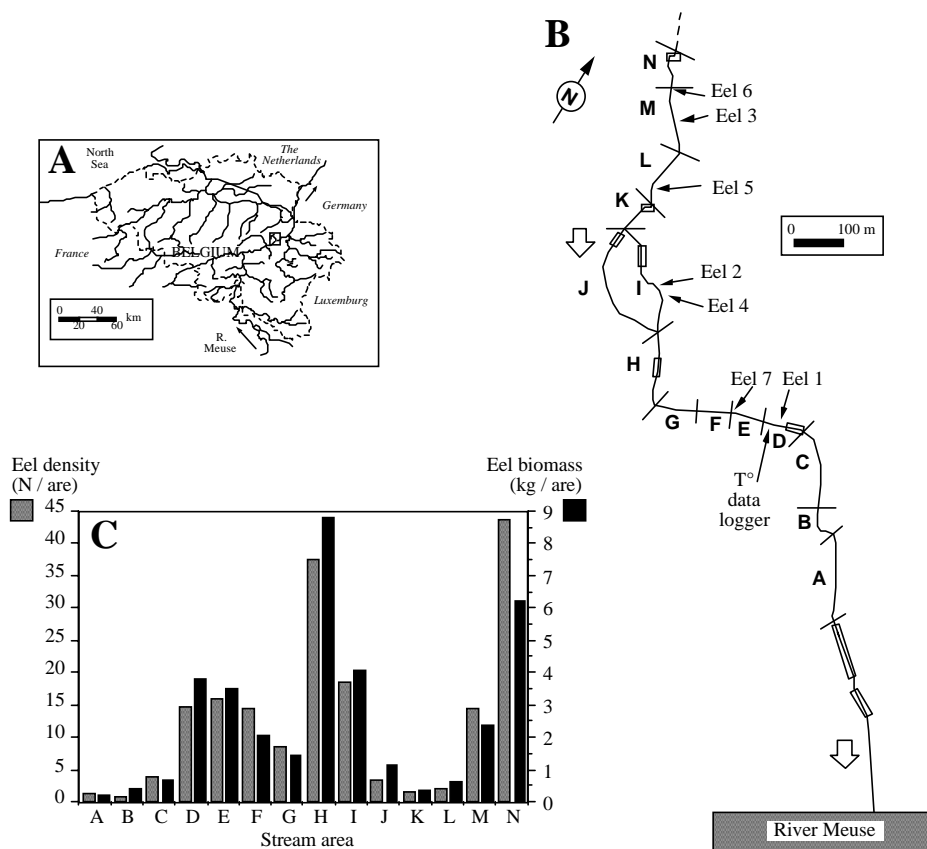 A
North
Sea
The
Netherlands
Germany
France
BELGIUM
Luxemburg
R.
Meuse
0 40
20 60
km
B
N
N
M
L
K
J
I
H
G
F
E
D
C
B
A
Eel 6
Eel 3
Eel 5
Eel 2
Eel 4
Eel 7
Eel 1
T°
data
logger
0 100 m
River Meuse
C
Eel density
(N / are)
Eel biomass
(kg / are)
45
40
35
30
25
20
15
10
5
0
9
8
7
6
5
4
3
2
1
0
A B C D E F G H I J K L M N
Stream area